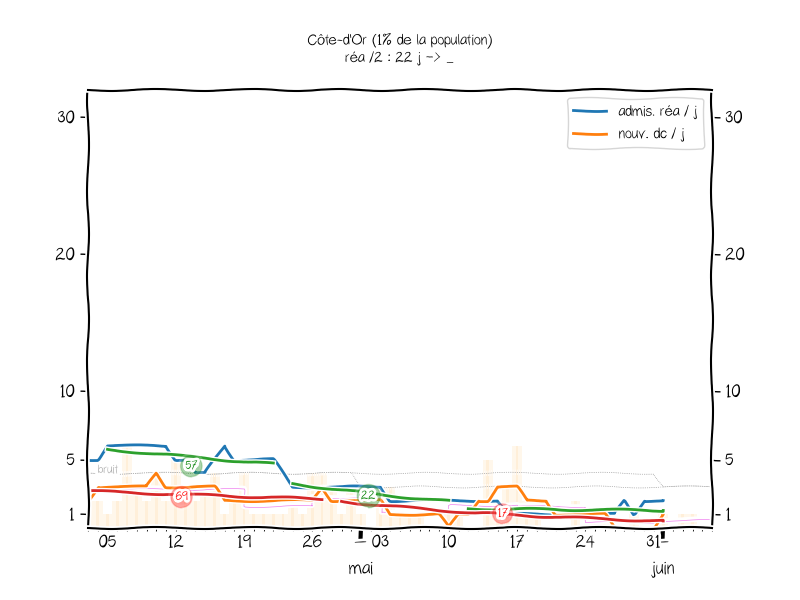 Côte-d'Or (1% de la population)
réa /2 : 22 j -> _
admis. réa / j
nouv. dc / j
30
30
20
20
10
10
5
5
bruit
57
69
22
17
1
1
05 12 19 26 03 10 17 24 31
mai juin